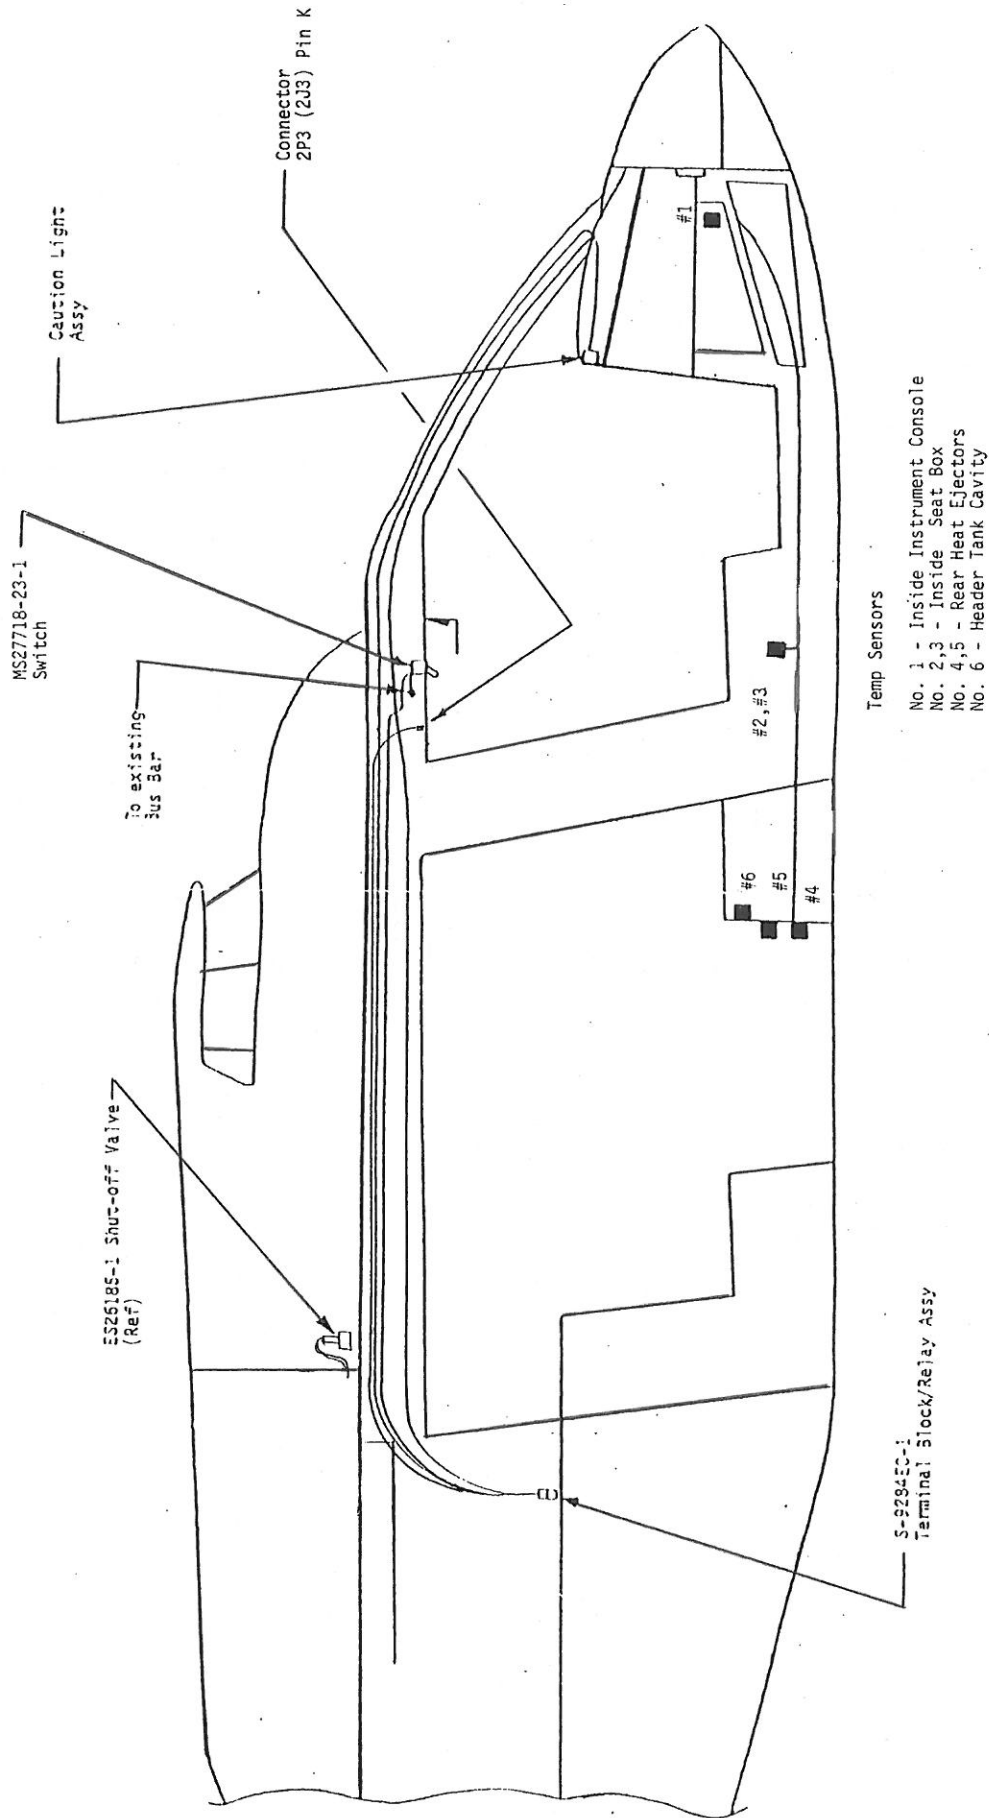 ES26185-1 Shut-off Valve
(Ref)
To existing
Bus Bar
MS27718-23-1
Switch
Caution Light
Assy
Connector
2P3 (2J3) Pin K
#1
#2,#3
#6
#5
#4
Terminal Block/Relay Assy
Temp Sensors
No. 1 - Inside Instrument Console
No. 2,3 - Inside Seat Box
No. 4,5 - Rear Heat Ejectors
No. 6 - Header Tank Cavity